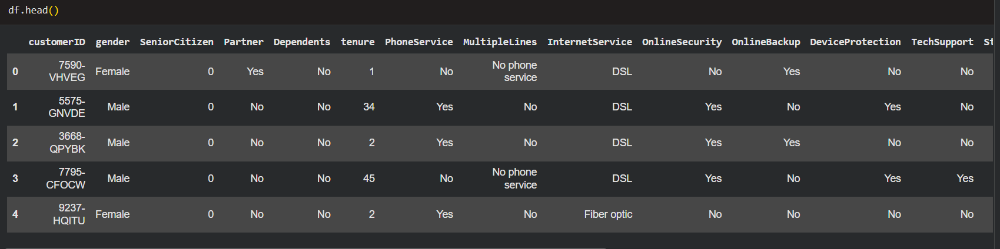 df.head()
customerID gender SeniorCitizen Partner Dependents tenure PhoneService MultipleLines InternetService OnlineSecurity OnlineBackup DeviceProtection TechSupport St
0 7590-VHVEG Female 0 Yes No 1 No No phone service DSL No Yes No No
1 5575-GNVDE Male 0 No No 34 Yes No DSL Yes No Yes No
2 3668-QPYBK Male 0 No No 2 Yes No DSL Yes Yes No No
3 7795-CFOCW Male 0 No No 45 No No phone service DSL Yes No Yes Yes
4 9237-HQITU Female 0 No No 2 Yes No Fiber optic No No No No